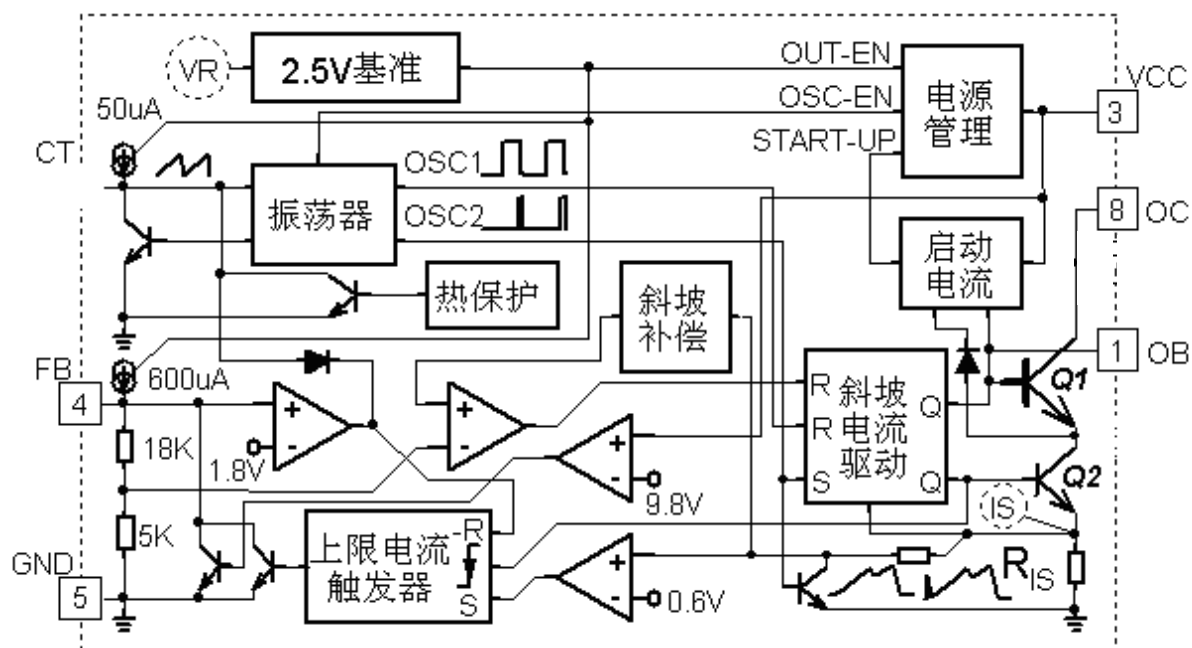 VR
2.5V基准
OUT-EN
OSC-EN
START-UP
电源
管理
VCC
3
50uA
CT
振荡器
OSC1
OSC2
热保护
斜坡
补偿
启动
电流
8
OC
1
OB
FB
4
600uA
18K
5K
1.8V
+
-
+
-
+
-
9.8V
R
R
S
斜坡
电流
驱动
Q
Q
Q1
Q2
IS
GND
5
上限电流
触发器
-R
S
+
-
0.6V
RIS